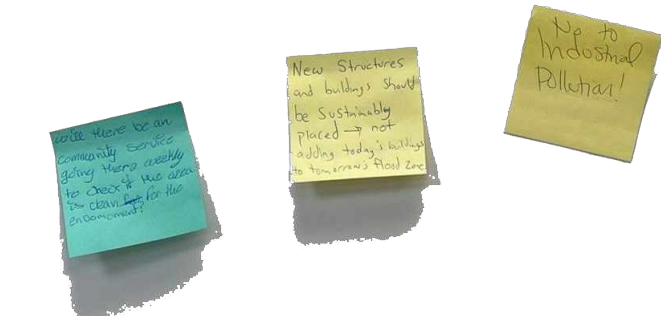 will there be an
community service
going there weekly
to check if the area
is clean for the
enviornment?
New Structures
and buildings should
be Sustainably
placed → not
adding today's buildings
to tomorrow's flood zone
No to
Industrial
Pollution!